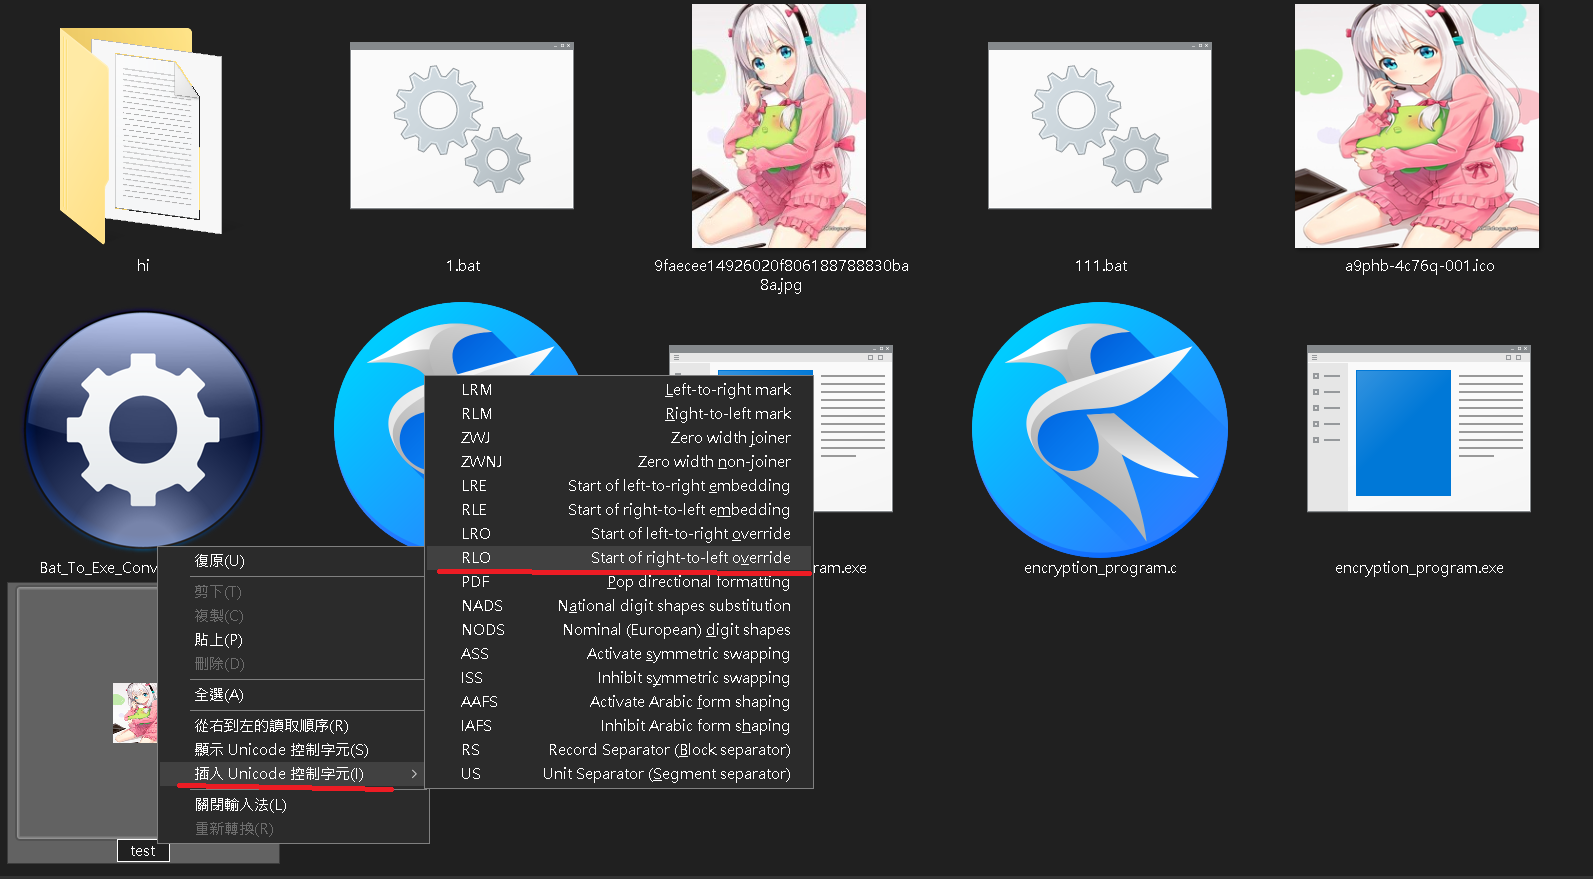 hi
1.bat
9faecee14926020f806188788830ba
8a.jpg
111.bat
a9phb-4c76q-001.ico
Bat_To_Exe_Conv
ram.exe
encryption_program.c
encryption_program.exe
復原(U)
剪下(T)
複製(C)
貼上(P)
刪除(D)
全選(A)
從右到左的讀取順序(R)
顯示 Unicode 控制字元(S)
插入 Unicode 控制字元(I)
關閉輸入法(L)
重新轉換(R)
LRM Left-to-right mark
RLM Right-to-left mark
ZWJ Zero width joiner
ZWNJ Zero width non-joiner
LRE Start of left-to-right embedding
RLE Start of right-to-left embedding
LRO Start of left-to-right override
RLO Start of right-to-left override
PDF Pop directional formatting
NADS National digit shapes substitution
NODS Nominal (European) digit shapes
ASS Activate symmetric swapping
ISS Inhibit symmetric swapping
AAFS Activate Arabic form shaping
IAFS Inhibit Arabic form shaping
RS Record Separator (Block separator)
US Unit Separator (Segment separator)
test